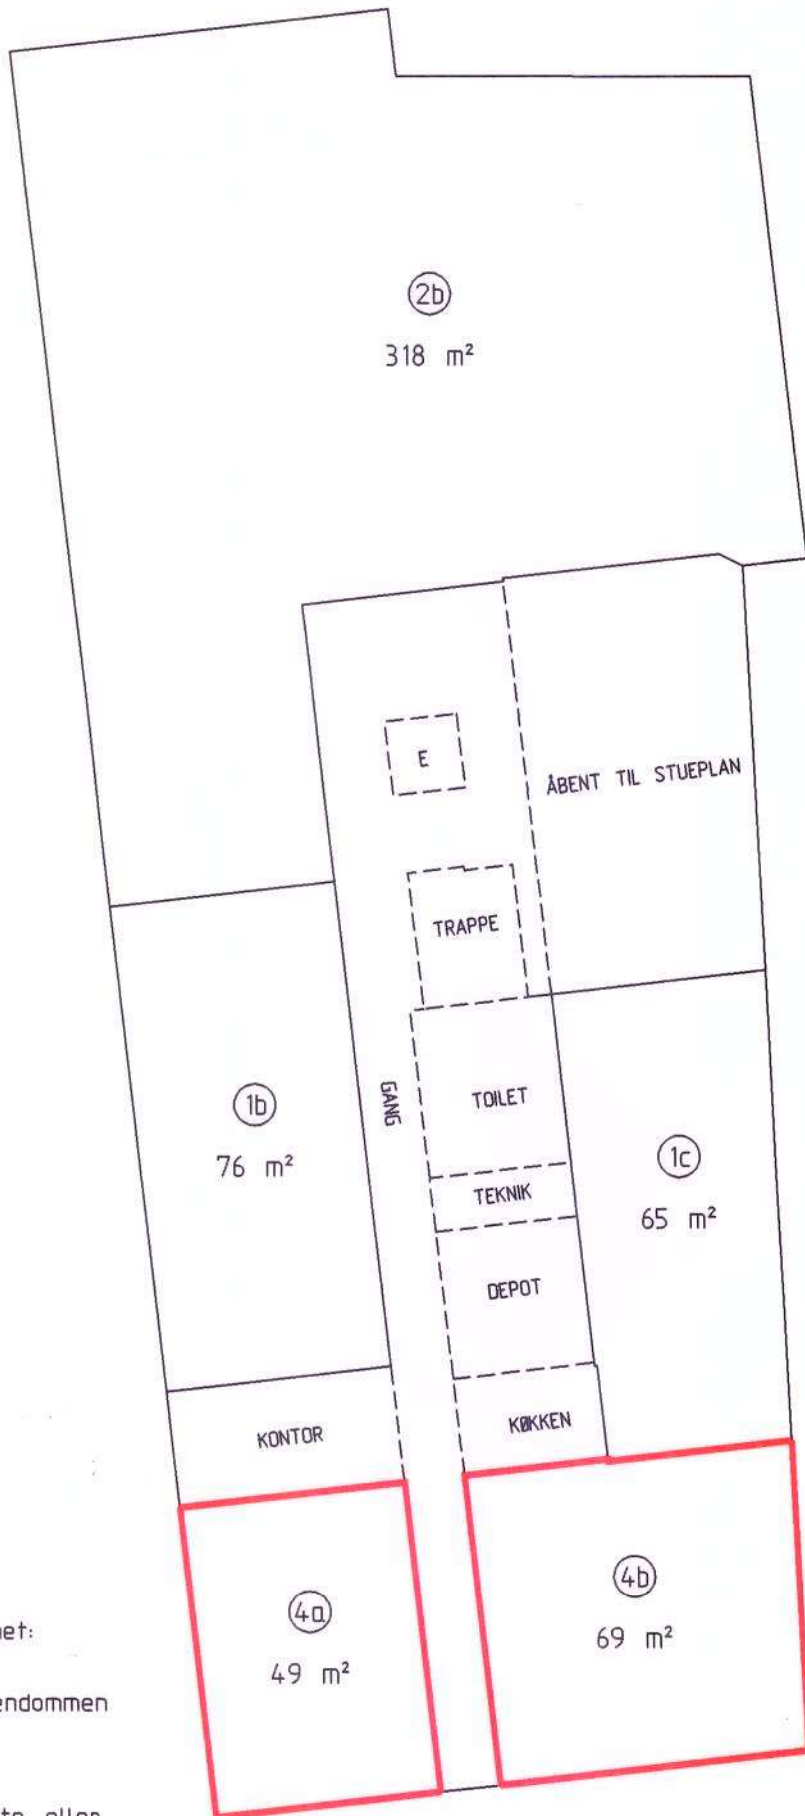 2b
318 m²
E
ÅBENT TIL STUEPLAN
TRAPPE
GANG
TOILET
1b
76 m²
1c
65 m²
TEKNIK
DEPOT
KONTOR
KØKKEN
4a
49 m²
4b
69 m²
et:
endommen
eller